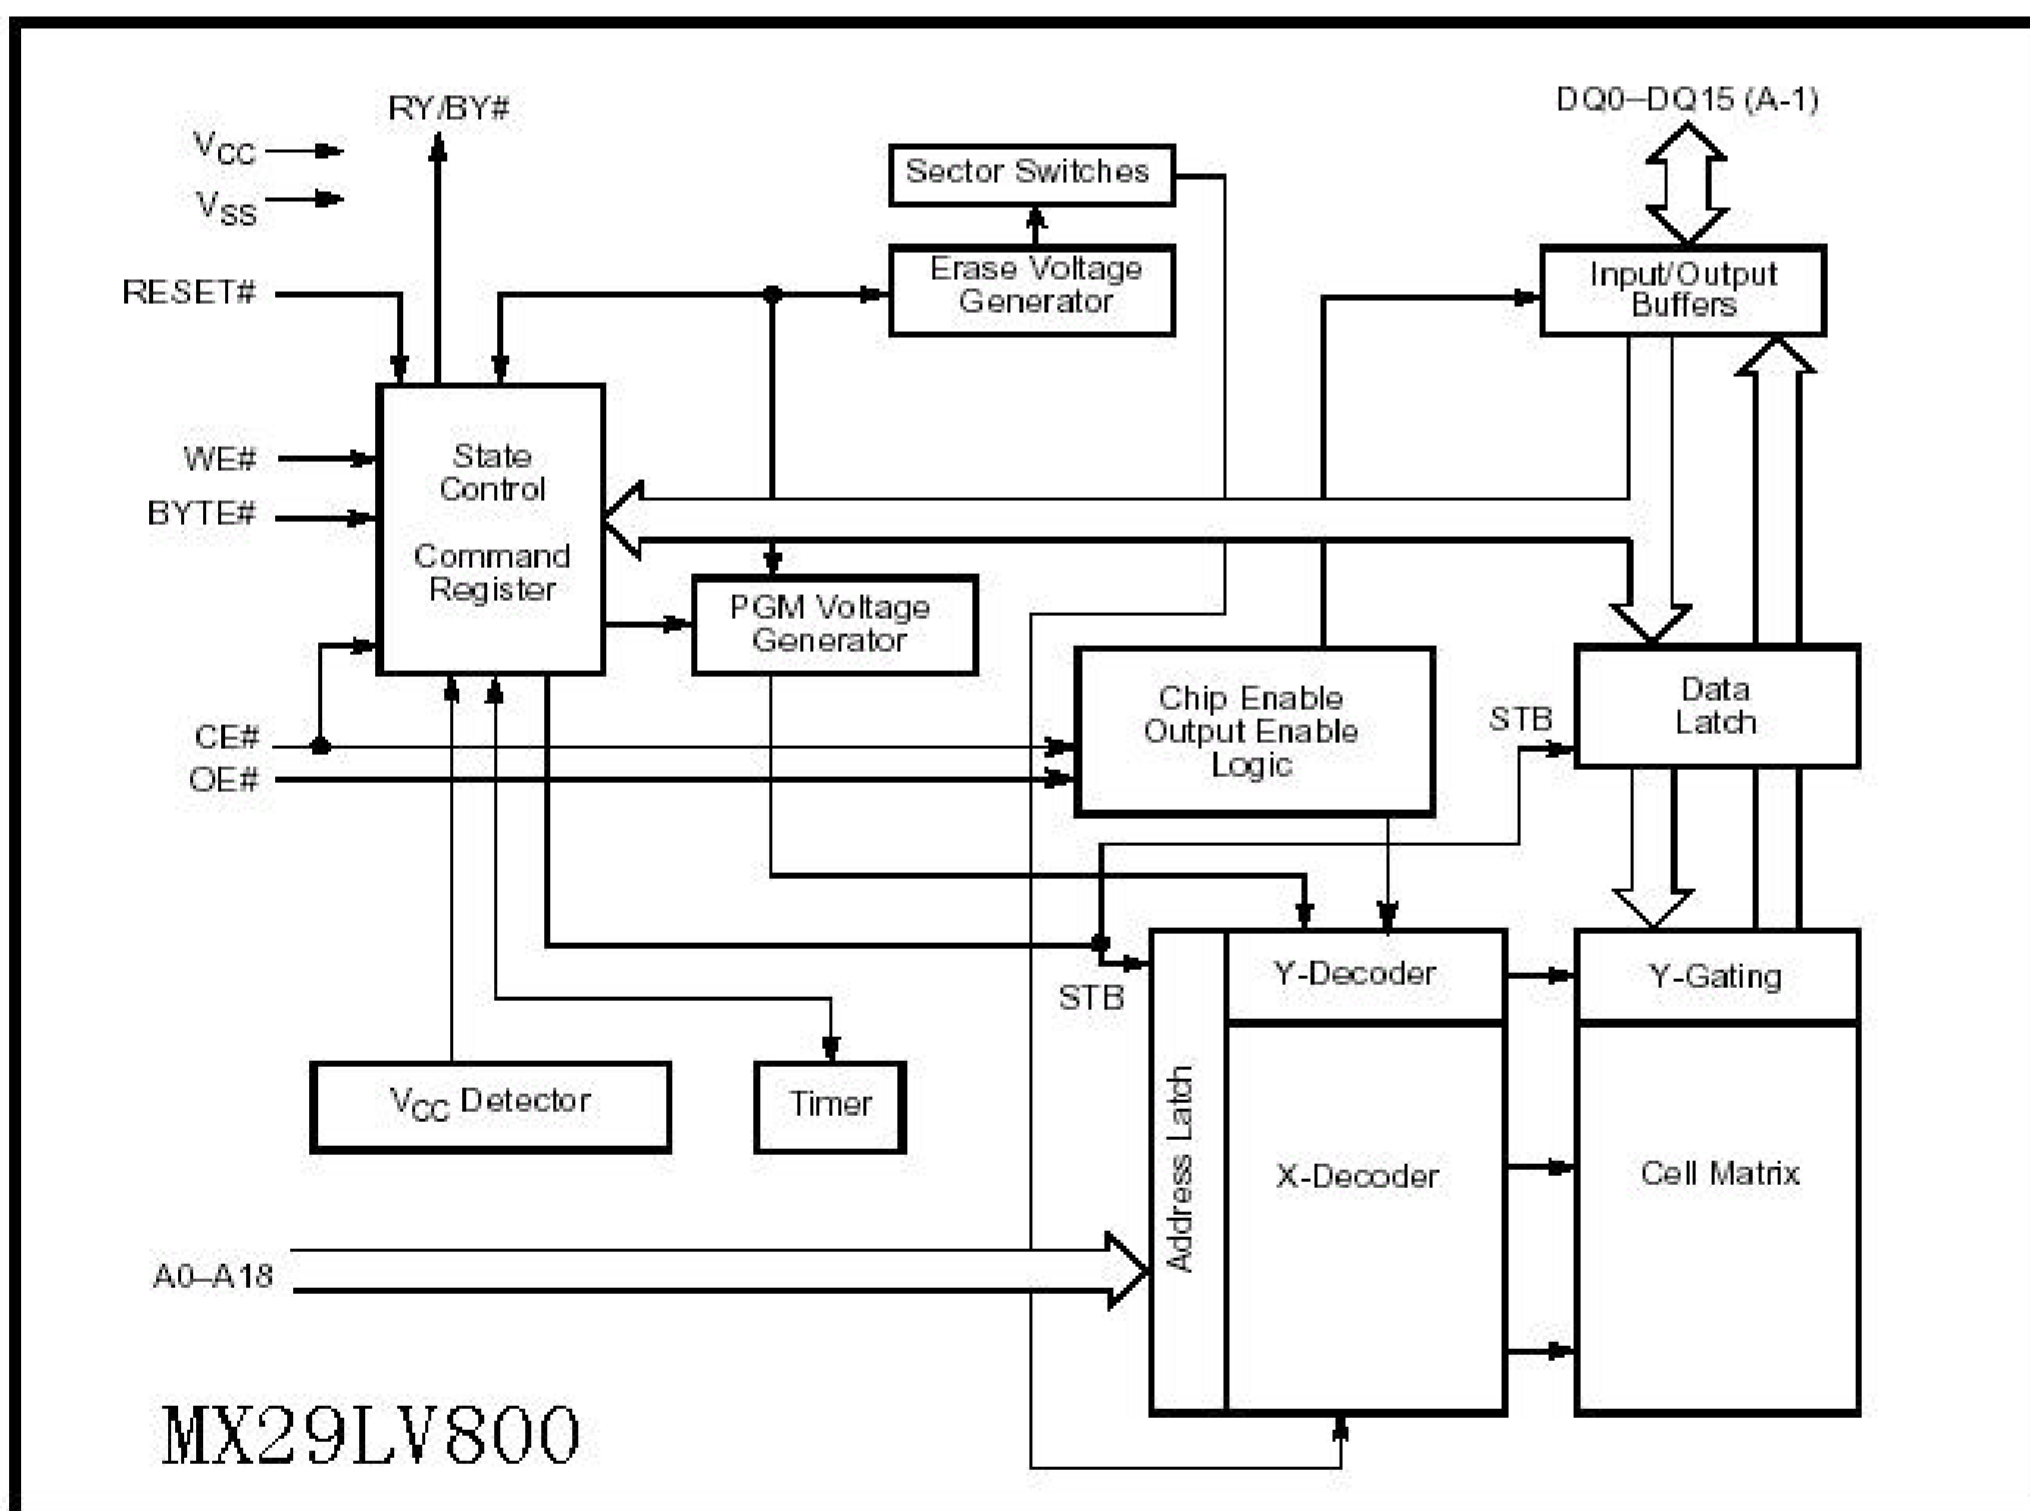 RY/BY#
DQ0–DQ15 (A-1)
VCC
VSS
Sector Switches
RESET#
Erase Voltage
Generator
Input/Output
Buffers
WE#
BYTE#
State
Control
Command
Register
PGM Voltage
Generator
CE#
OE#
Chip Enable
Output Enable
Logic
STB
Data
Latch
STB
Y-Decoder
Y-Gating
VCC Detector
Timer
Address Latch
X-Decoder
Cell Matrix
A0–A18
MX29LV800